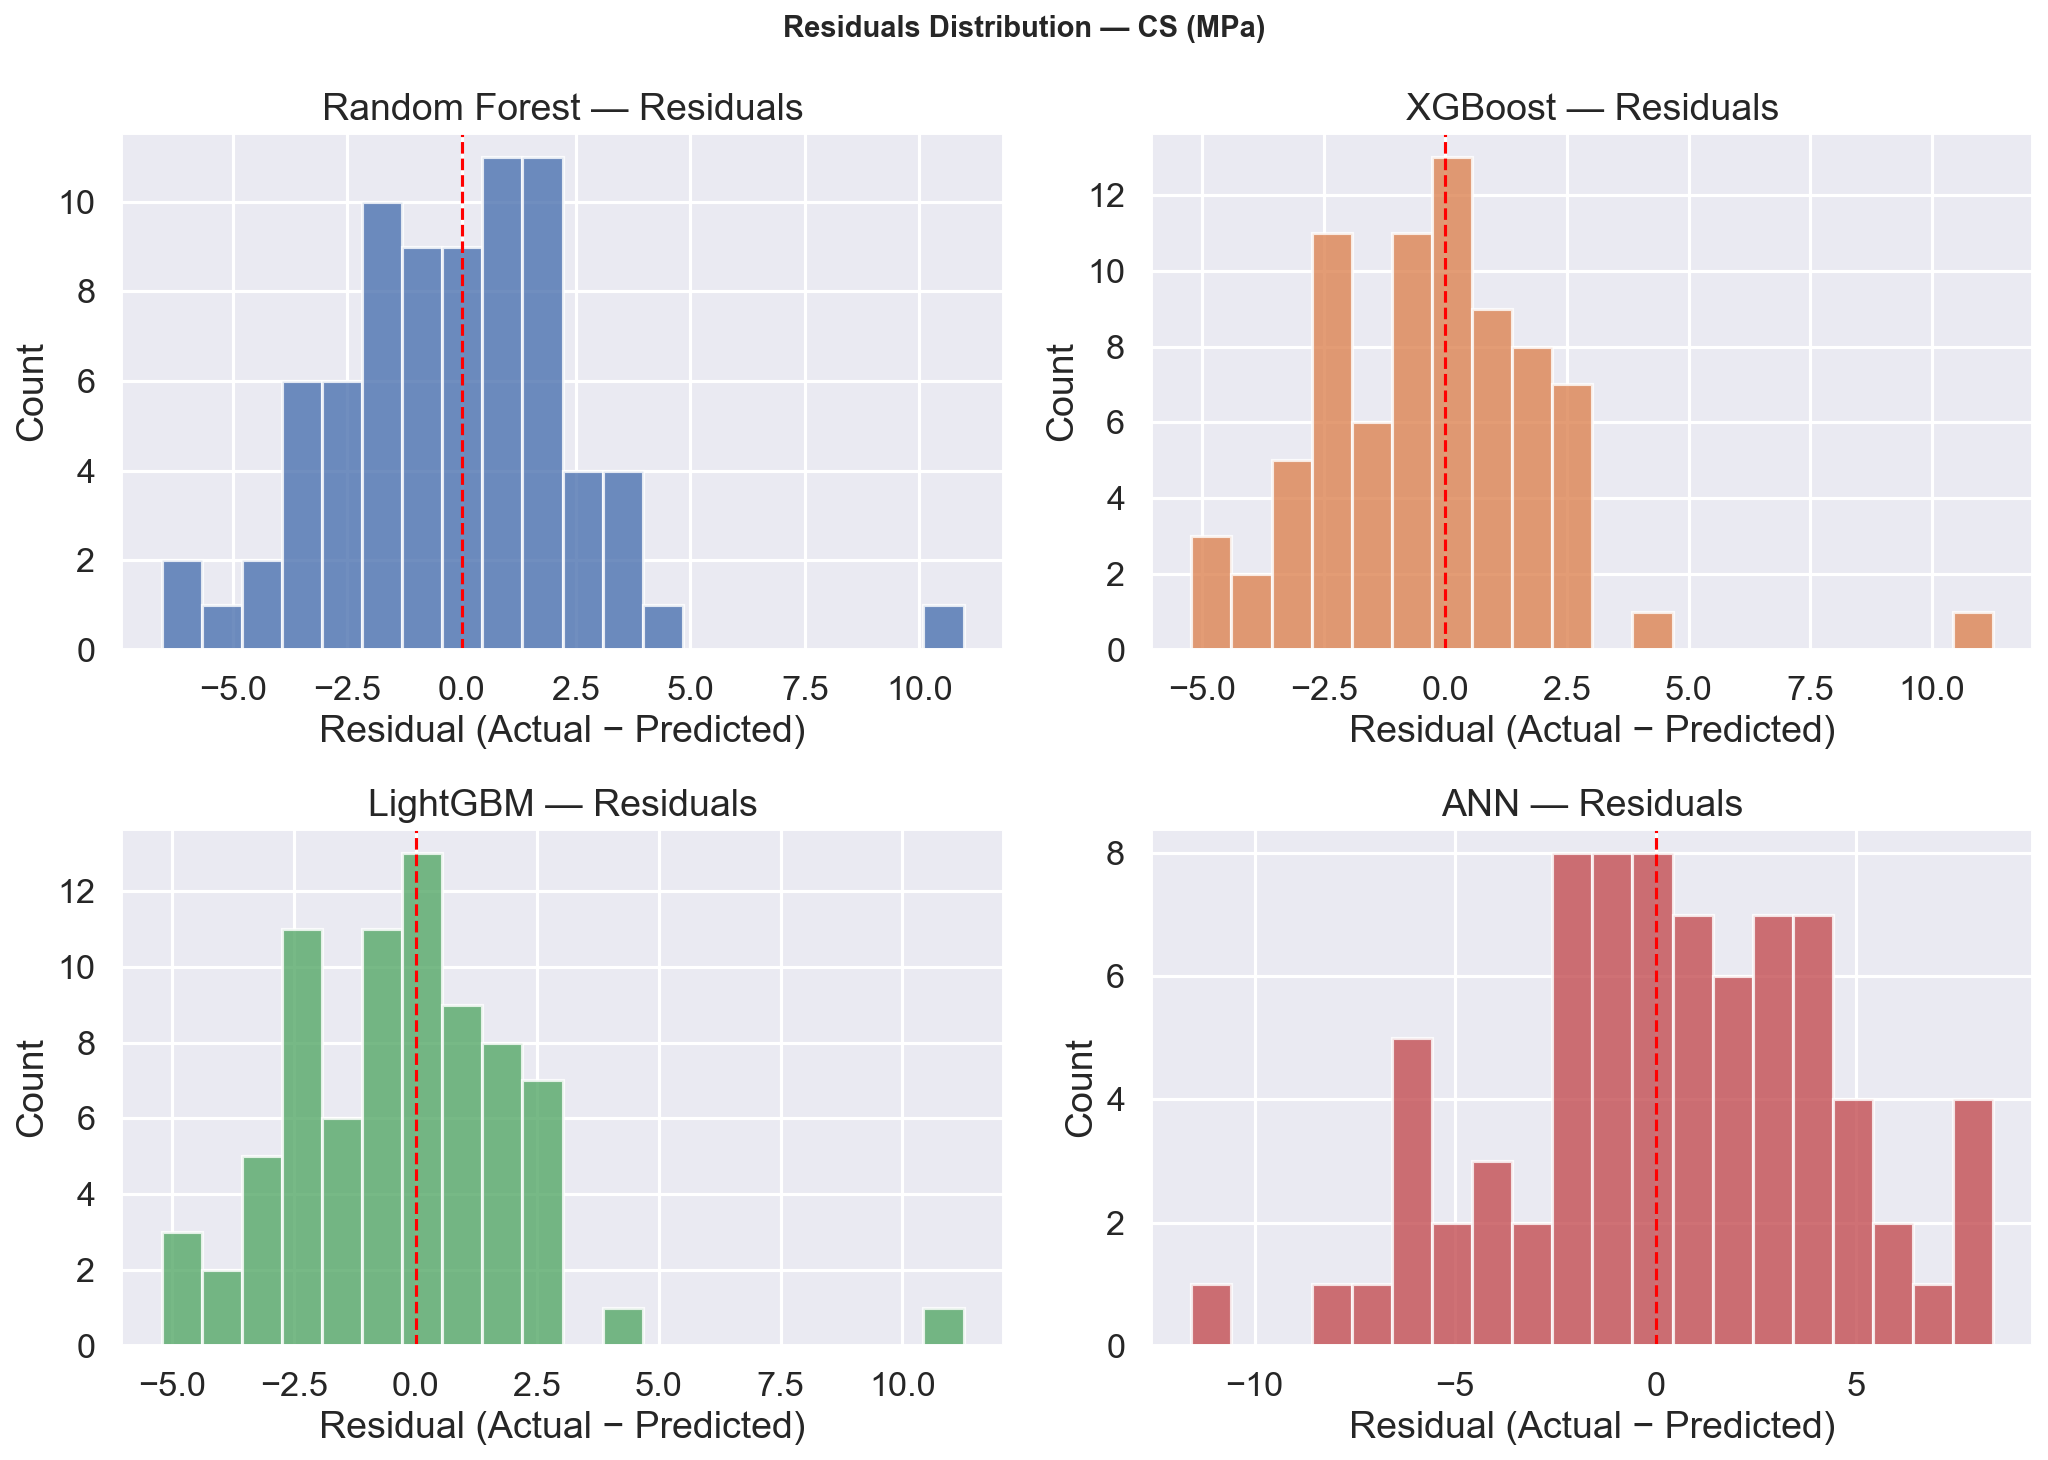 Residuals Distribution — CS (MPa)
Random Forest — Residuals
Count
10
8
6
4
2
0
−5.0 −2.5 0.0 2.5 5.0 7.5 10.0
Residual (Actual − Predicted)
XGBoost — Residuals
Count
12
10
8
6
4
2
0
−5.0 −2.5 0.0 2.5 5.0 7.5 10.0
Residual (Actual − Predicted)
LightGBM — Residuals
Count
12
10
8
6
4
2
0
−5.0 −2.5 0.0 2.5 5.0 7.5 10.0
Residual (Actual − Predicted)
ANN — Residuals
Count
8
6
4
2
0
−10 −5 0 5
Residual (Actual − Predicted)